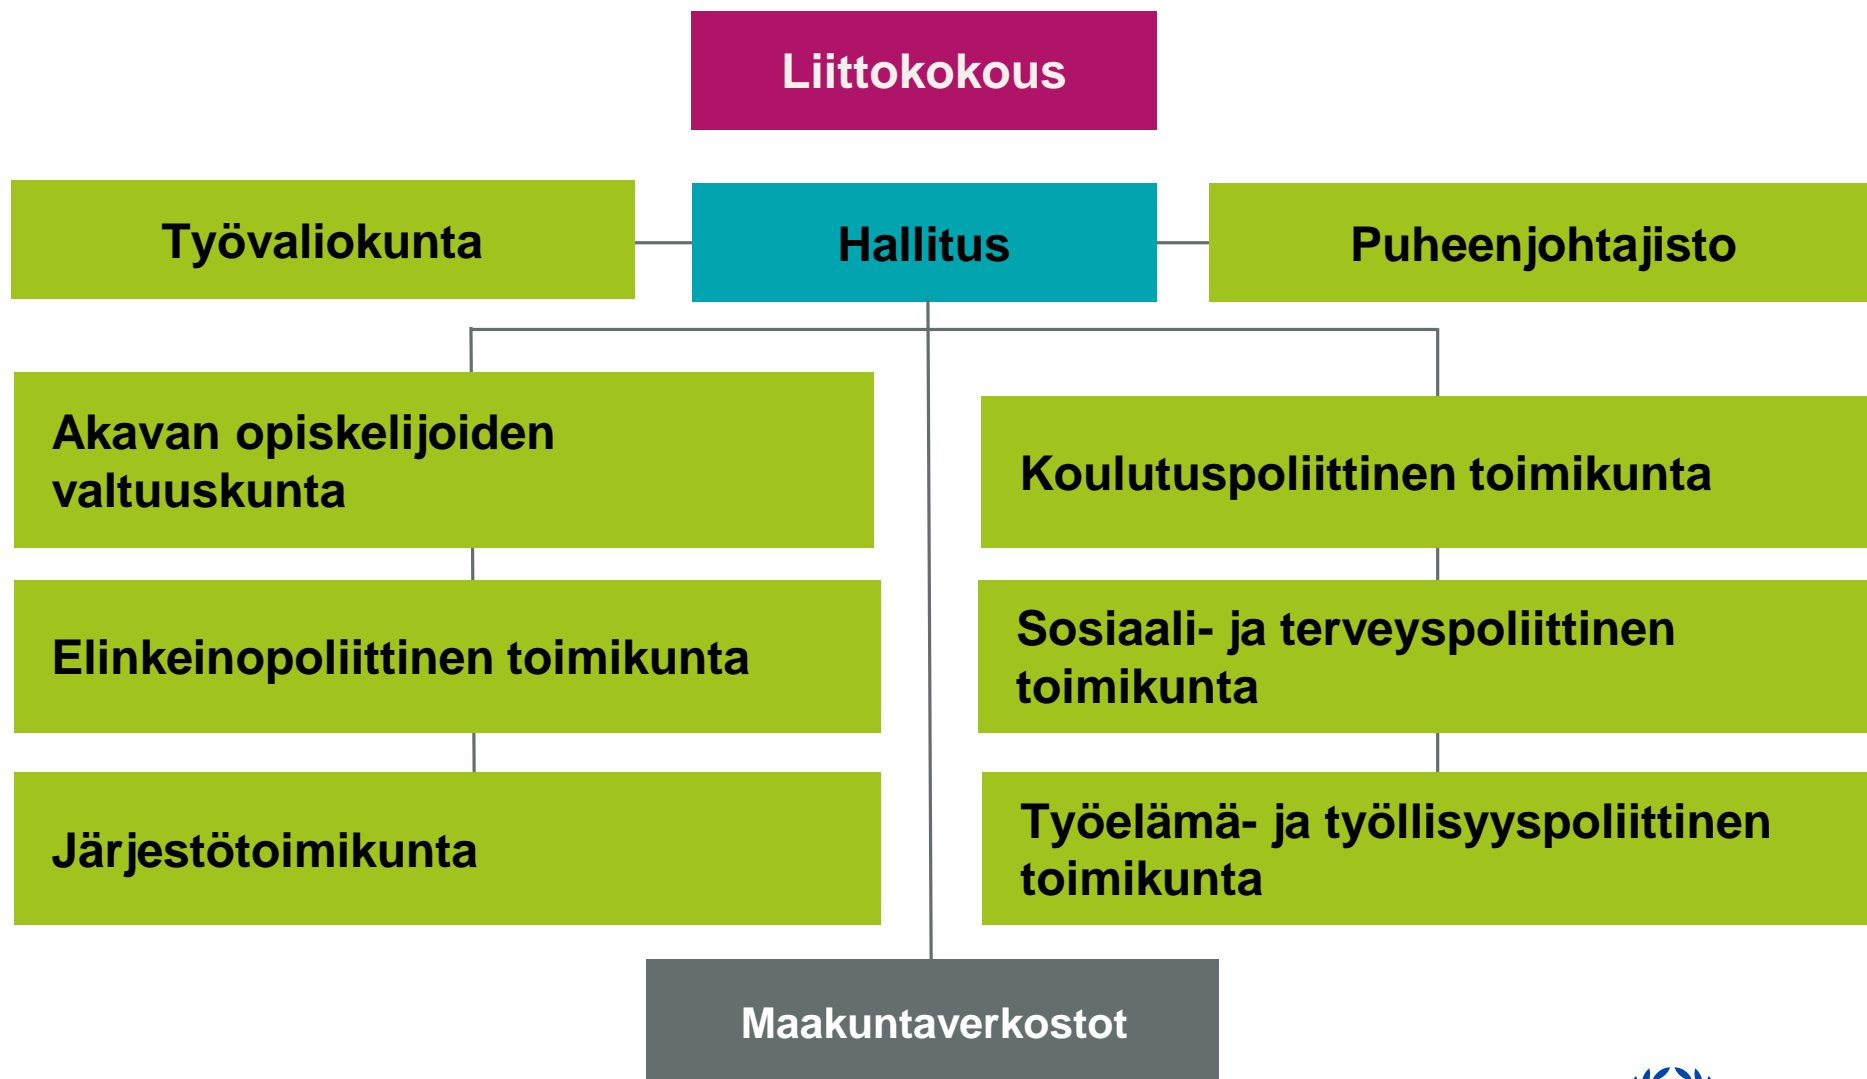 Liittokokous
Työvaliokunta
Hallitus
Puheenjohtajisto
Akavan opiskelijoiden
valtuuskunta
Koulutuspoliittinen toimikunta
Elinkeinopoliittinen toimikunta
Sosiaali- ja terveyspoliittinen
toimikunta
Järjestötoimikunta
Työelämä- ja työllisyyspoliittinen
toimikunta
Maakuntaverkostot